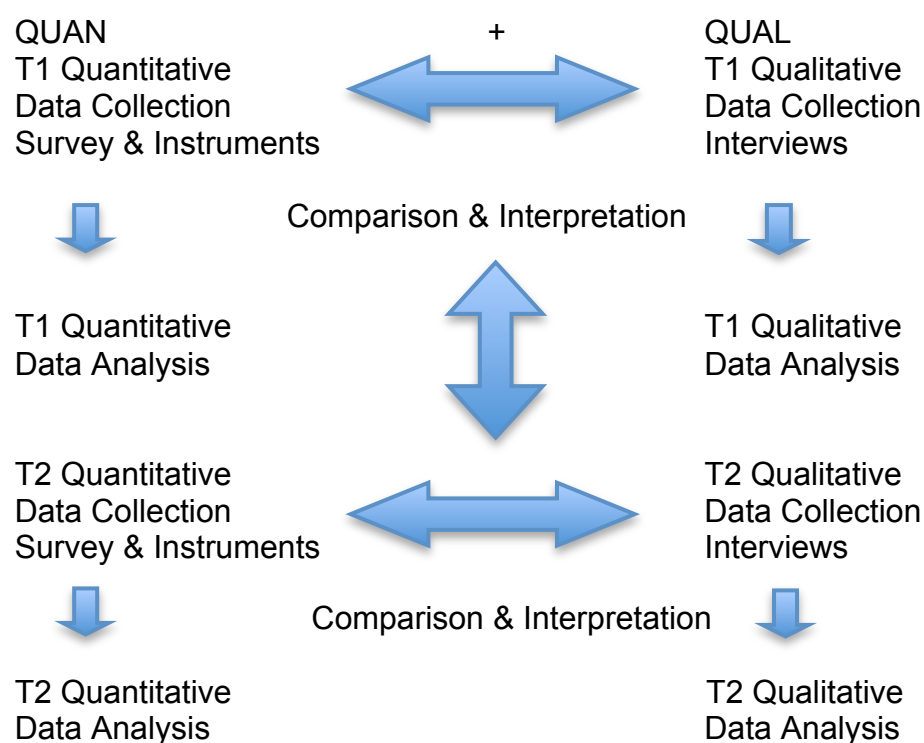 QUAN
T1 Quantitative
Data Collection
Survey & Instruments
+
QUAL
T1 Qualitative
Data Collection
Interviews
Comparison & Interpretation
T1 Quantitative
Data Analysis
T1 Qualitative
Data Analysis
T2 Quantitative
Data Collection
Survey & Instruments
T2 Qualitative
Data Collection
Interviews
Comparison & Interpretation
T2 Quantitative
Data Analysis
T2 Qualitative
Data Analysis